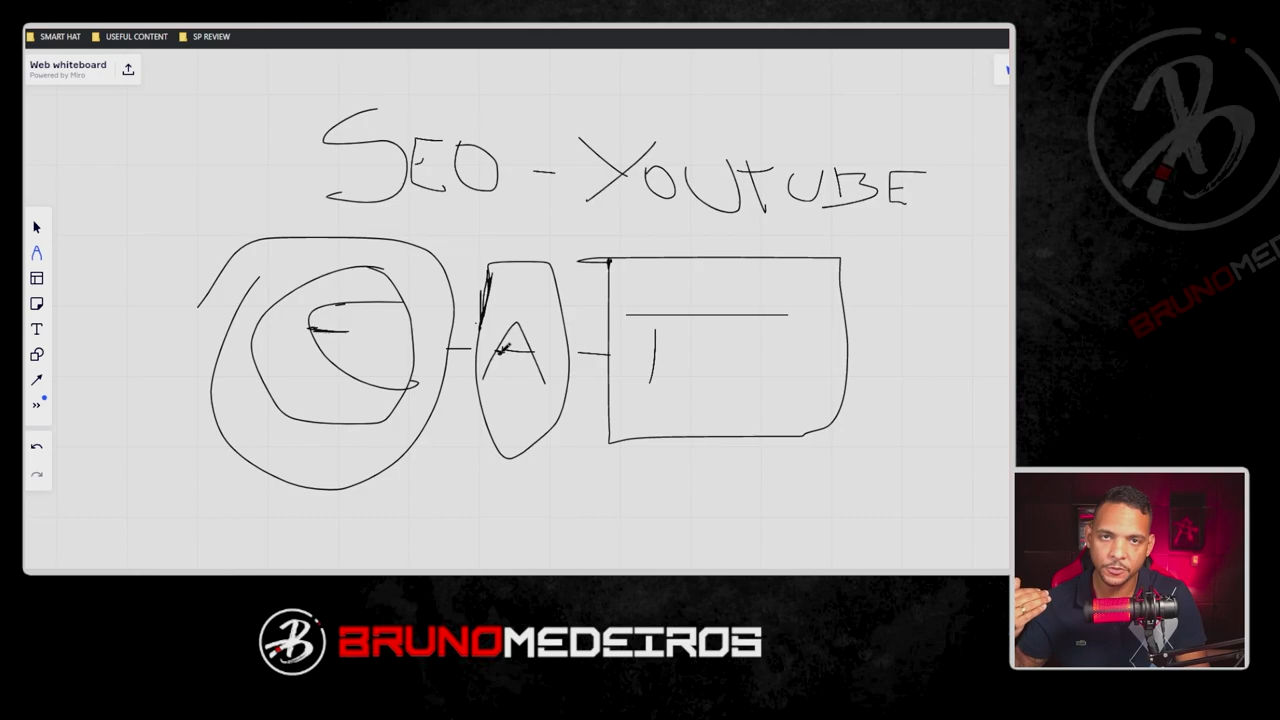 SMART HAT USEFUL CONTENT SP REVIEW
Web whiteboard
Powered by Miro
SEO - YOUTUBE
E - A - T
BRUNOMEDEIROS